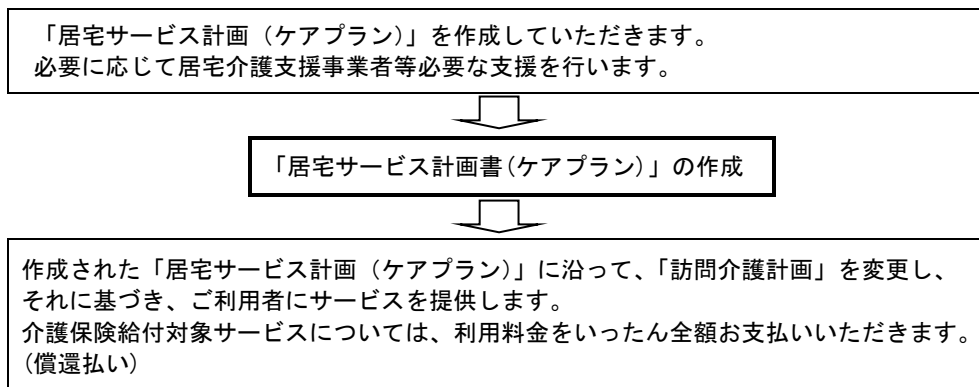 「居宅サービス計画（ケアプラン）」を作成していただきます。
必要に応じて居宅介護支援事業者等必要な支援を行います。
「居宅サービス計画書（ケアプラン）」の作成
作成された「居宅サービス計画（ケアプラン）」に沿って、「訪問介護計画」を変更し、
それに基づき、ご利用者にサービスを提供します。
介護保険給付対象サービスについては、利用料金をいったん全額お支払いいただきます。
(償還払い)